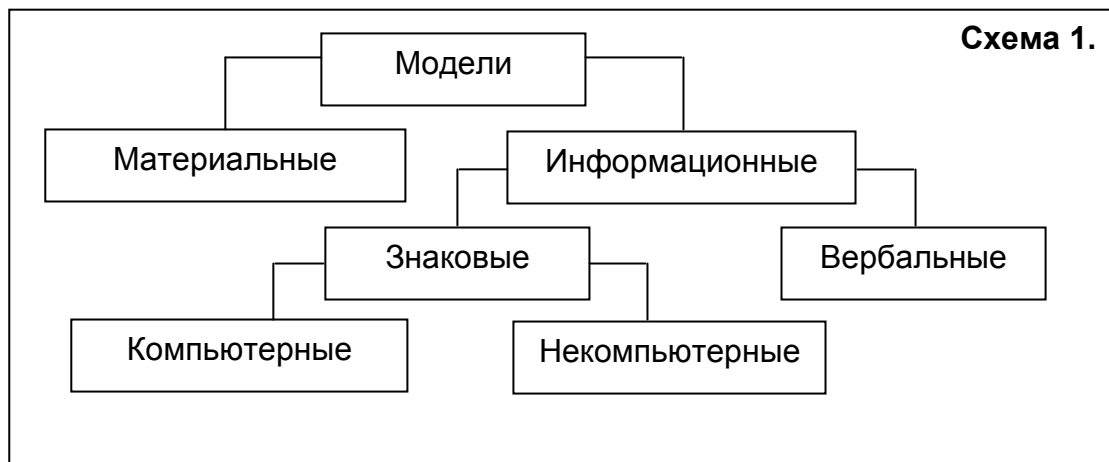 Схема 1.
Модели
Материальные
Информационные
Знаковые
Вербальные
Компьютерные
Некомпьютерные